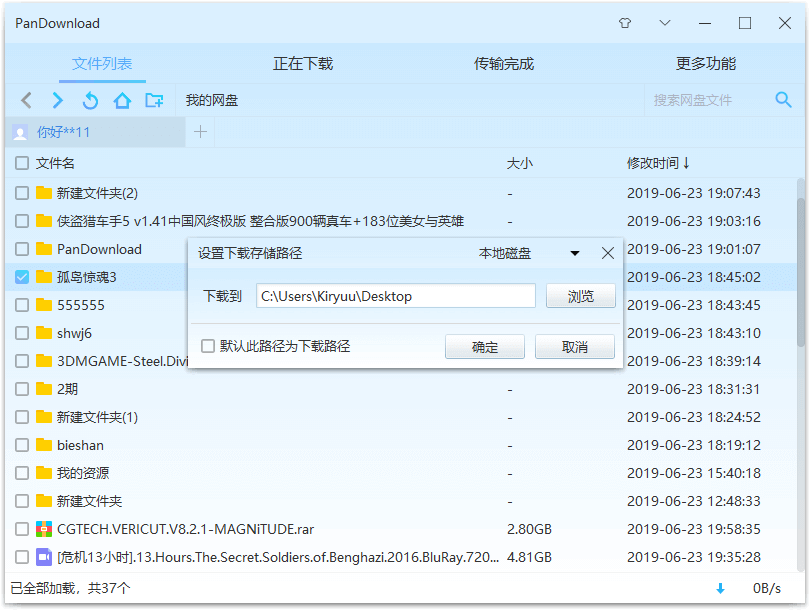 PanDownload
文件列表 正在下载 传输完成 更多功能
我的网盘 搜索网盘文件
你好**11
文件名 大小 修改时间↓
新建文件夹(2) - 2019-06-23 19:07:43
侠盗猎车手5 v1.41中国风终极版 整合版900辆真车+183位美女与英雄 - 2019-06-23 19:03:16
PanDownload 2019-06-23 19:01:07
设置下载存储路径 本地磁盘
孤岛惊魂3 2019-06-23 18:45:02
下载到 C:\Users\Kiryuu\Desktop 浏览
555555 2019-06-23 18:43:45
shwj6 2019-06-23 18:43:10
默认此路径为下载路径 确定 取消
3DMGAME-Steel.Divi 2019-06-23 18:39:14
2期 - 2019-06-23 18:31:31
新建文件夹(1) - 2019-06-23 18:24:52
bieshan - 2019-06-23 18:19:12
我的资源 - 2019-06-23 15:40:18
新建文件夹 - 2019-06-23 12:48:33
CGTECH.VERICUT.V8.2.1-MAGNiTUDE.rar 2.80GB 2019-06-23 19:58:35
[危机13小时].13.Hours.The.Secret.Soldiers.of.Benghazi.2016.BluRay.720... 4.81GB 2019-06-23 19:35:28
已全部加载，共37个 0B/s